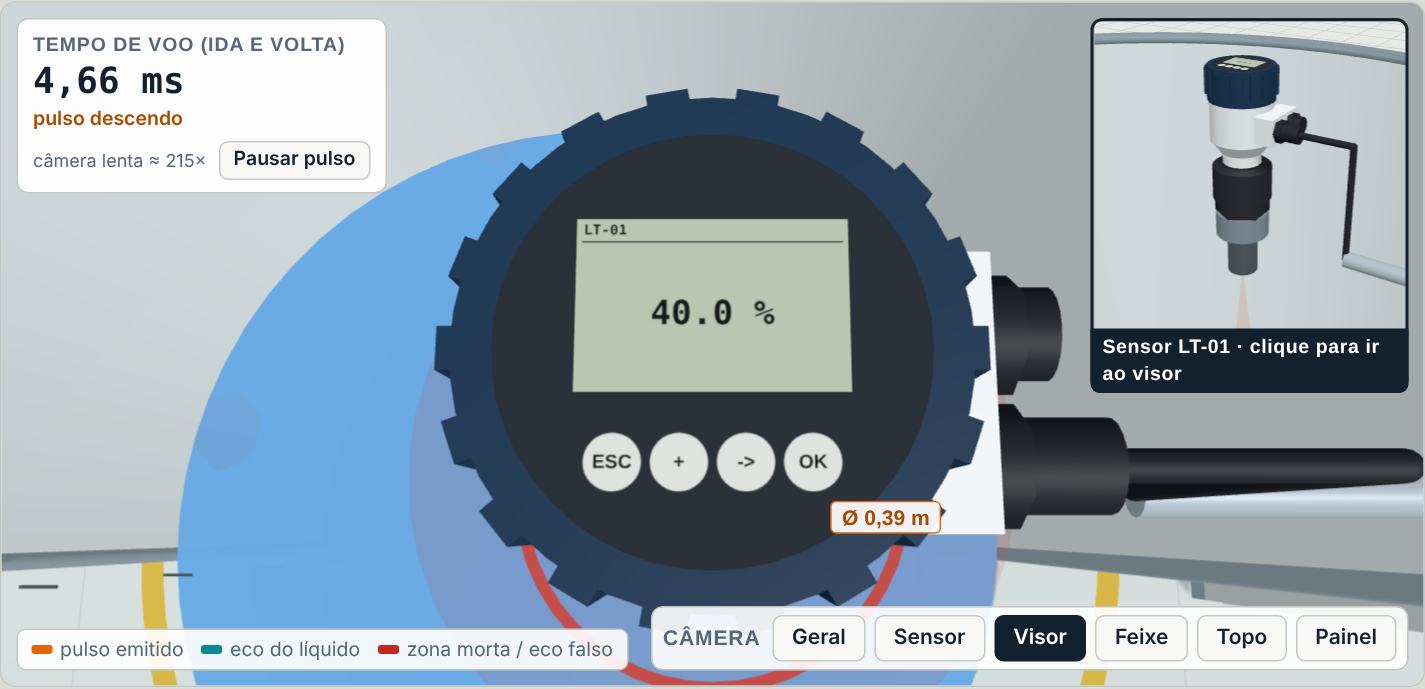 TEMPO DE VOO (IDA E VOLTA)
4,66 ms
pulso descendo
câmera lenta ≈ 215×
Pausar pulso
LT-01
40.0 %
ESC
+
->
OK
Ø 0,39 m
Sensor LT-01 · clique para ir
ao visor
pulso emitido
eco do líquido
zona morta / eco falso
CÂMERA
Geral
Sensor
Visor
Feixe
Topo
Painel